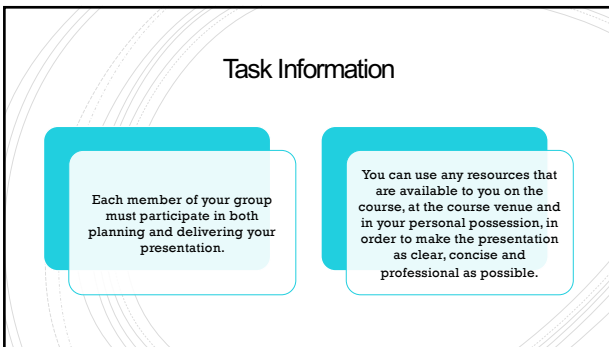 Task Information
Each member of your group
must participate in both
planning and delivering your
presentation.
You can use any resources that
are available to you on the
course, at the course venue and
in your personal possession, in
order to make the presentation
as clear, concise and
professional as possible.